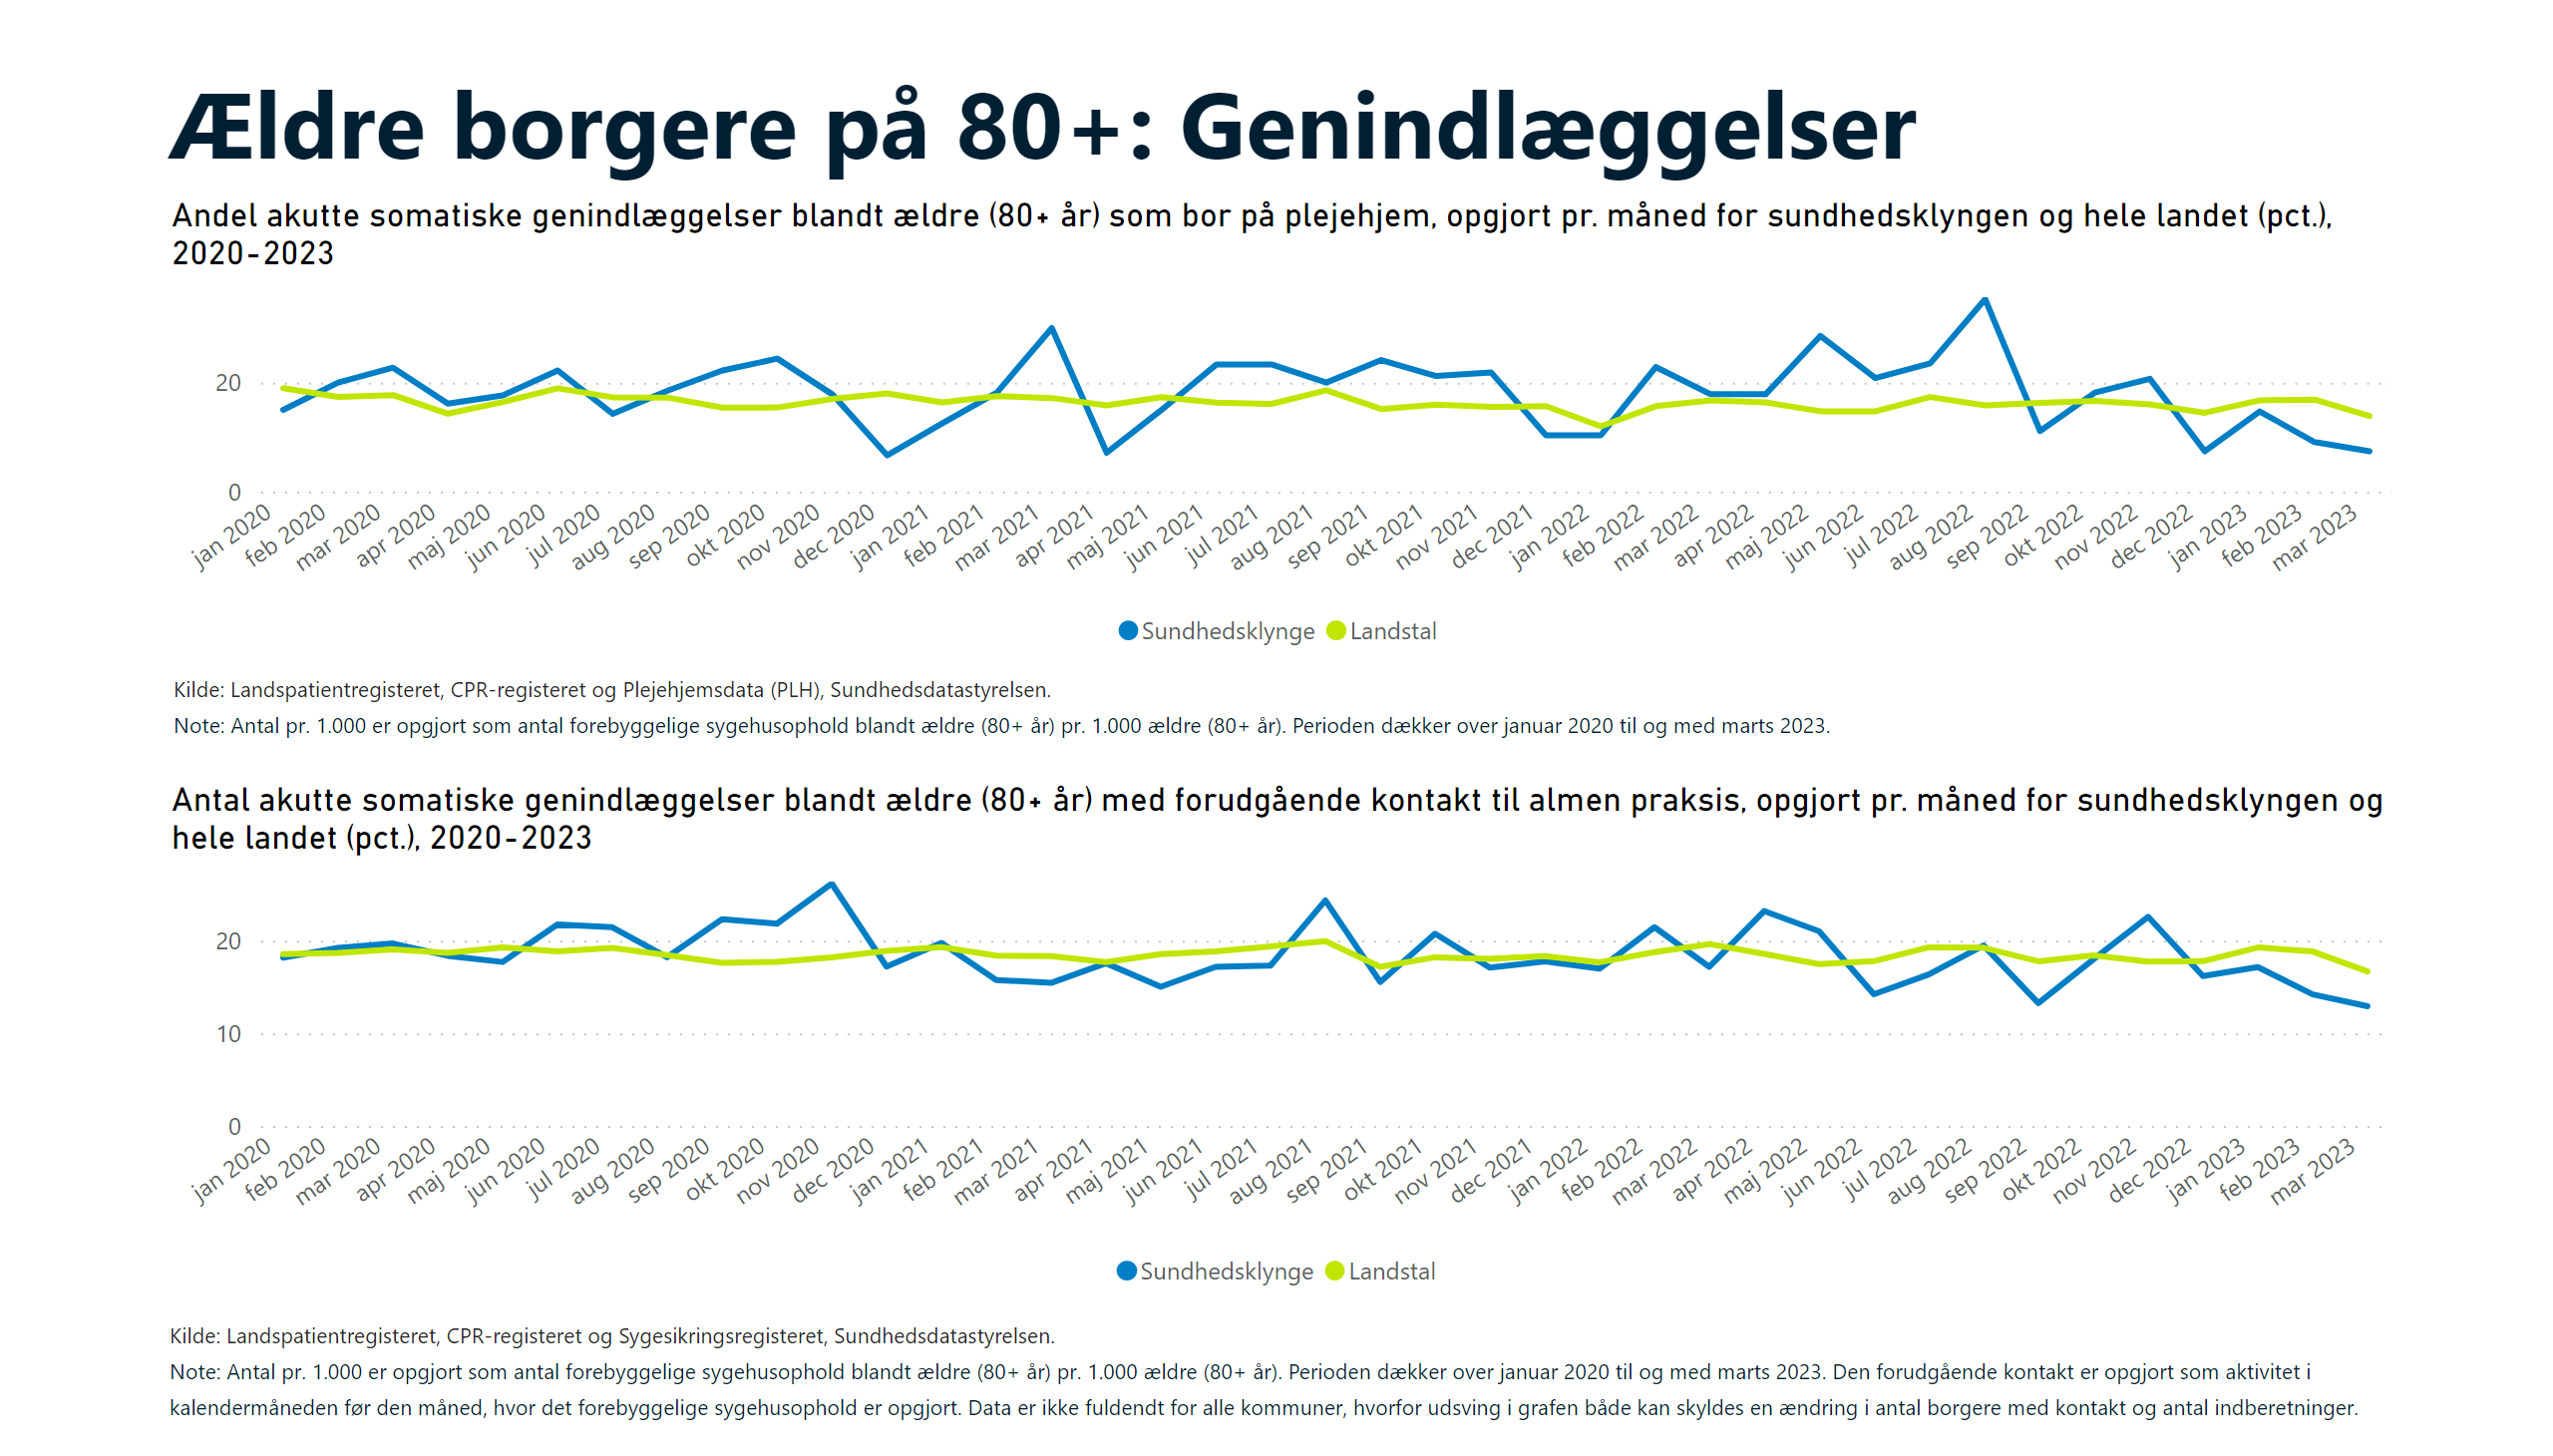 Ældre borgere på 80+: Genindlæggelser
Andel akutte somatiske genindlæggelser blandt ældre (80+ år) som bor på plejehjem, opgjort pr. måned for sundhedsklyngen og hele landet (pct.),
2020-2023
20
0
jan 2020
feb 2020
mar 2020
apr 2020
maj 2020
jun 2020
jul 2020
aug 2020
sep 2020
okt 2020
nov 2020
dec 2020
jan 2021
feb 2021
mar 2021
apr 2021
maj 2021
jun 2021
jul 2021
aug 2021
sep 2021
okt 2021
nov 2021
dec 2021
jan 2022
feb 2022
mar 2022
apr 2022
maj 2022
jun 2022
jul 2022
aug 2022
sep 2022
okt 2022
nov 2022
dec 2022
jan 2023
feb 2023
mar 2023
Sundhedsklynge Landstal
Kilde: Landspatientregisteret, CPR-registeret og Plejehjemsdata (PLH), Sundhedsdatastyrelsen.
Note: Antal pr. 1.000 er opgjort som antal forebyggelige sygehusophold blandt ældre (80+ år) pr. 1.000 ældre (80+ år). Perioden dækker over januar 2020 til og med marts 2023.
Antal akutte somatiske genindlæggelser blandt ældre (80+ år) med forudgående kontakt til almen praksis, opgjort pr. måned for sundhedsklyngen og
hele landet (pct.), 2020-2023
20
10
0
jan 2020
feb 2020
mar 2020
apr 2020
maj 2020
jun 2020
jul 2020
aug 2020
sep 2020
okt 2020
nov 2020
dec 2020
jan 2021
feb 2021
mar 2021
apr 2021
maj 2021
jun 2021
jul 2021
aug 2021
sep 2021
okt 2021
nov 2021
dec 2021
jan 2022
feb 2022
mar 2022
apr 2022
maj 2022
jun 2022
jul 2022
aug 2022
sep 2022
okt 2022
nov 2022
dec 2022
jan 2023
feb 2023
mar 2023
Sundhedsklynge Landstal
Kilde: Landspatientregisteret, CPR-registeret og Sygesikringsregisteret, Sundhedsdatastyrelsen.
Note: Antal pr. 1.000 er opgjort som antal forebyggelige sygehusophold blandt ældre (80+ år) pr. 1.000 ældre (80+ år). Perioden dækker over januar 2020 til og med marts 2023. Den forudgående kontakt er opgjort som aktivitet i
kalendermåneden før den måned, hvor det forebyggelige sygehusophold er opgjort. Data er ikke fuldendt for alle kommuner, hvorfor udsving i grafen både kan skyldes en ændring i antal borgere med kontakt og antal indberetninger.